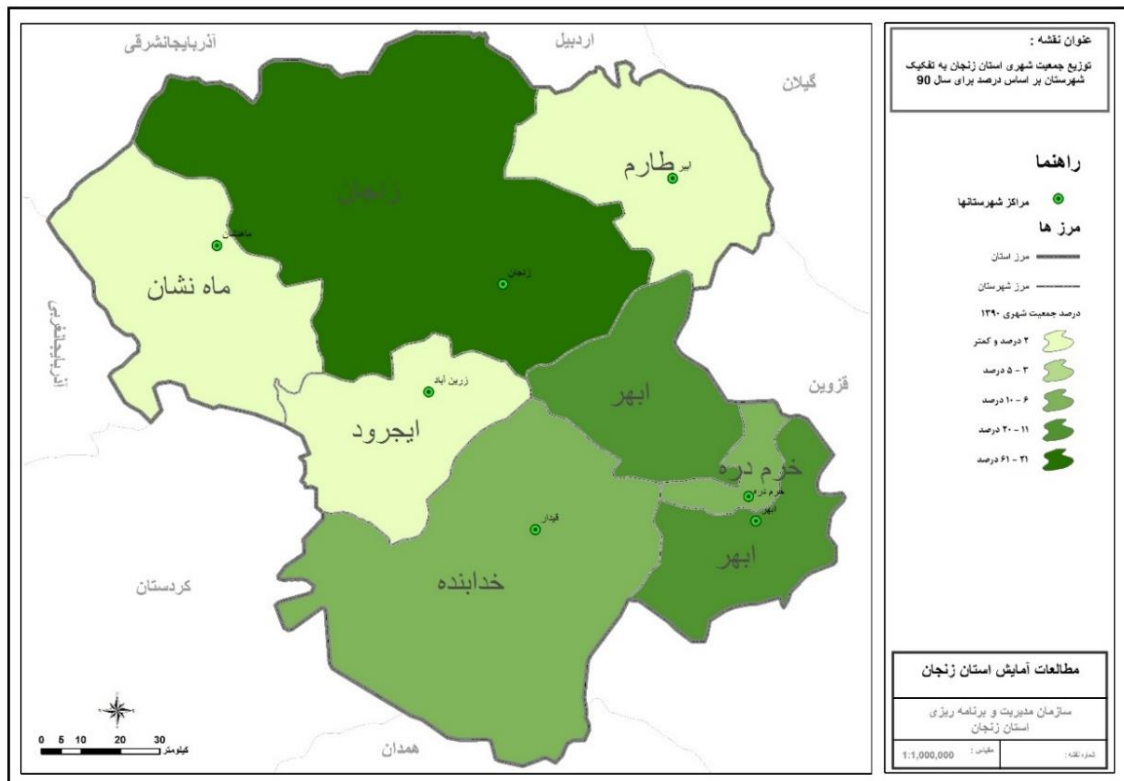 عنوان نقشه :
توزیع جمعیت شهری استان زنجان به تفکیک
شهرستان بر اساس درصد برای سال 90
راهنما
مراکز شهرستانها
مرز ها
مرز استان
مرز شهرستان
درصد جمعیت شهری ۱۳۹۰
۲ درصد و کمتر
۳ - ۵ درصد
۶ - ۱۰ درصد
۱۱ - ۲۰ درصد
۲۱ - ۶۱ درصد
مطالعات آمایش استان زنجان
سازمان مدیریت و برنامه ریزی
استان زنجان
شماره نقشه :
مقیاس :
1:1,000,000
آذربایجانشرقی
اردبیل
گیلان
طارم
زنجان
ماهنشان
ماه نشان
زنجان
آذربایجانغربی
قزوین
زرین آباد
ابهر
ایجرود
خرم دره
خرم دره
ابهر
قیدار
ابهر
خدابنده
کردستان
همدان
0 5 10 20 30
کیلومتر